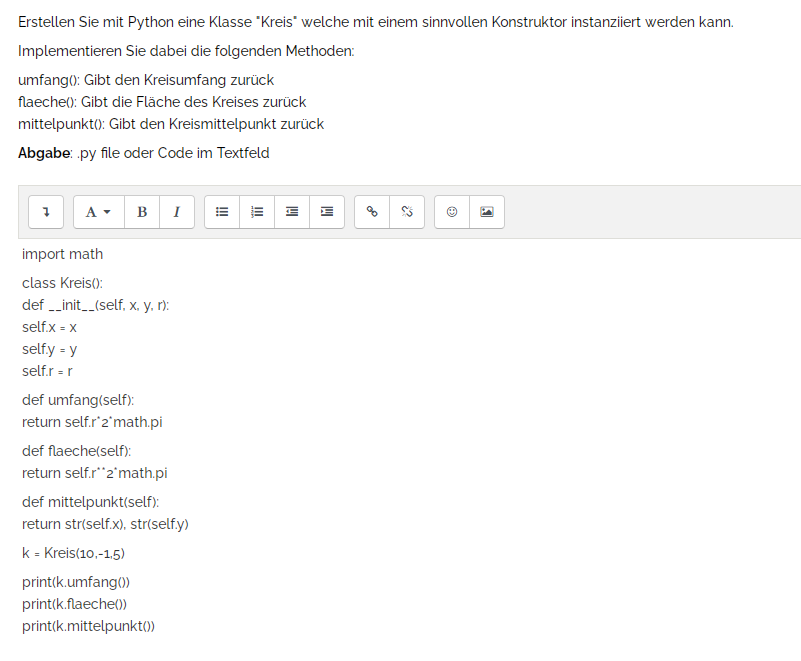 Erstellen Sie mit Python eine Klasse "Kreis" welche mit einem sinnvollen Konstruktor instanziiert werden kann.
Implementieren Sie dabei die folgenden Methoden:
umfang(): Gibt den Kreisumfang zurück
flaeche(): Gibt die Fläche des Kreises zurück
mittelpunkt(): Gibt den Kreismittelpunkt zurück
Abgabe: .py file oder Code im Textfeld
A B I
import math
class Kreis():
def __init__(self, x, y, r):
self.x = x
self.y = y
self.r = r
def umfang(self):
return self.r*2*math.pi
def flaeche(self):
return self.r**2*math.pi
def mittelpunkt(self):
return str(self.x), str(self.y)
k = Kreis(10,-1,5)
print(k.umfang())
print(k.flaeche())
print(k.mittelpunkt())